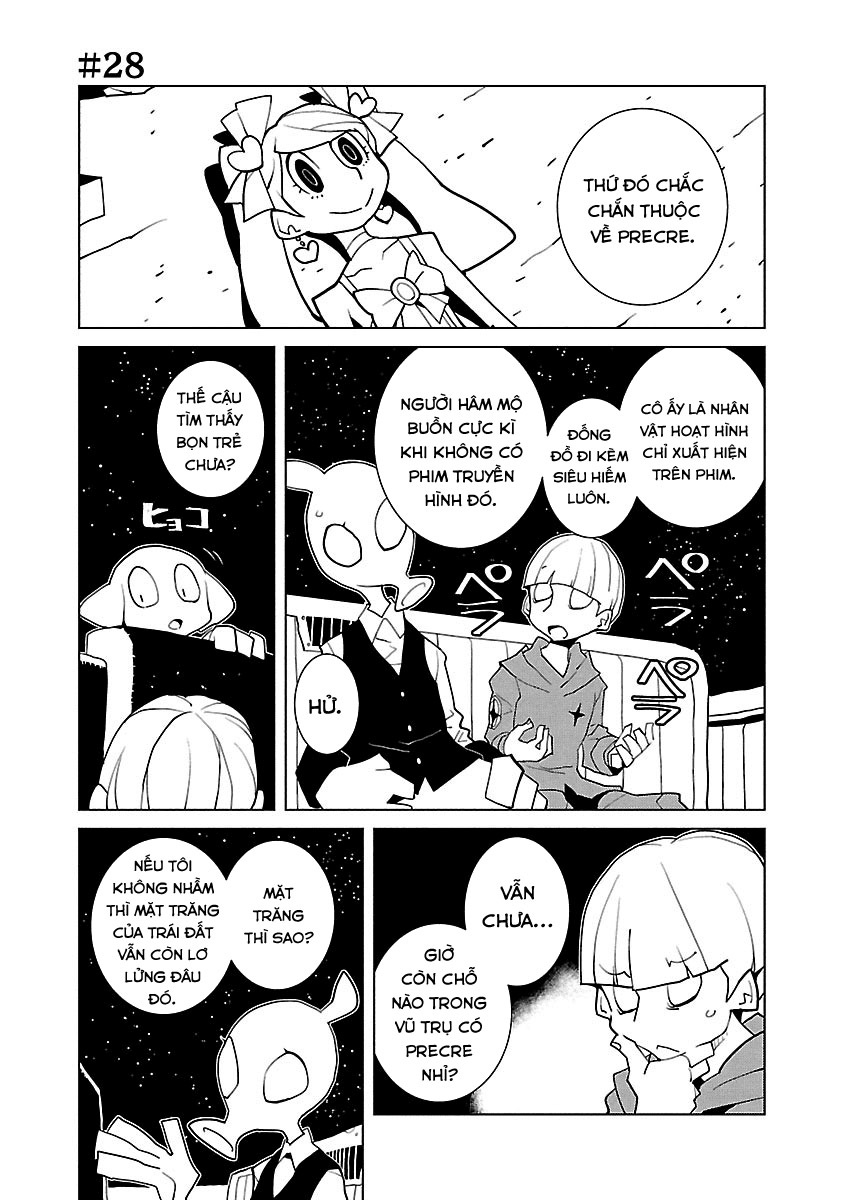 #28
THỨ ĐÓ CHẮC
CHẮN THUỘC
VỀ PRECRE.
CÔ ẤY LÀ NHÂN
VẬT HOẠT HÌNH
CHỈ XUẤT HIỆN
TRÊN PHIM.
ĐỐNG
ĐỒ ĐI KÈM
SIÊU HIẾM
LUÔN.
NGƯỜI HÂM MỘ
BUỒN CỰC KÌ
KHI KHÔNG CÓ
PHIM TRUYỀN
HÌNH ĐÓ.
ペラ
ペラ
ペラ
ペラ
HỬ.
THẾ CẬU
TÌM THẤY
BỌN TRẺ
CHƯA?
ヒョコ
VẪN
CHƯA...
GIỜ
CÒN CHỖ
NÀO TRONG
VŨ TRỤ CÓ
PRECRE
NHỈ?
MẶT
TRĂNG
THÌ SAO?
NẾU TÔI
KHÔNG NHẦM
THÌ MẶT TRĂNG
CỦA TRÁI ĐẤT
VẪN CÒN LƠ
LỬNG ĐÂU
ĐÓ.